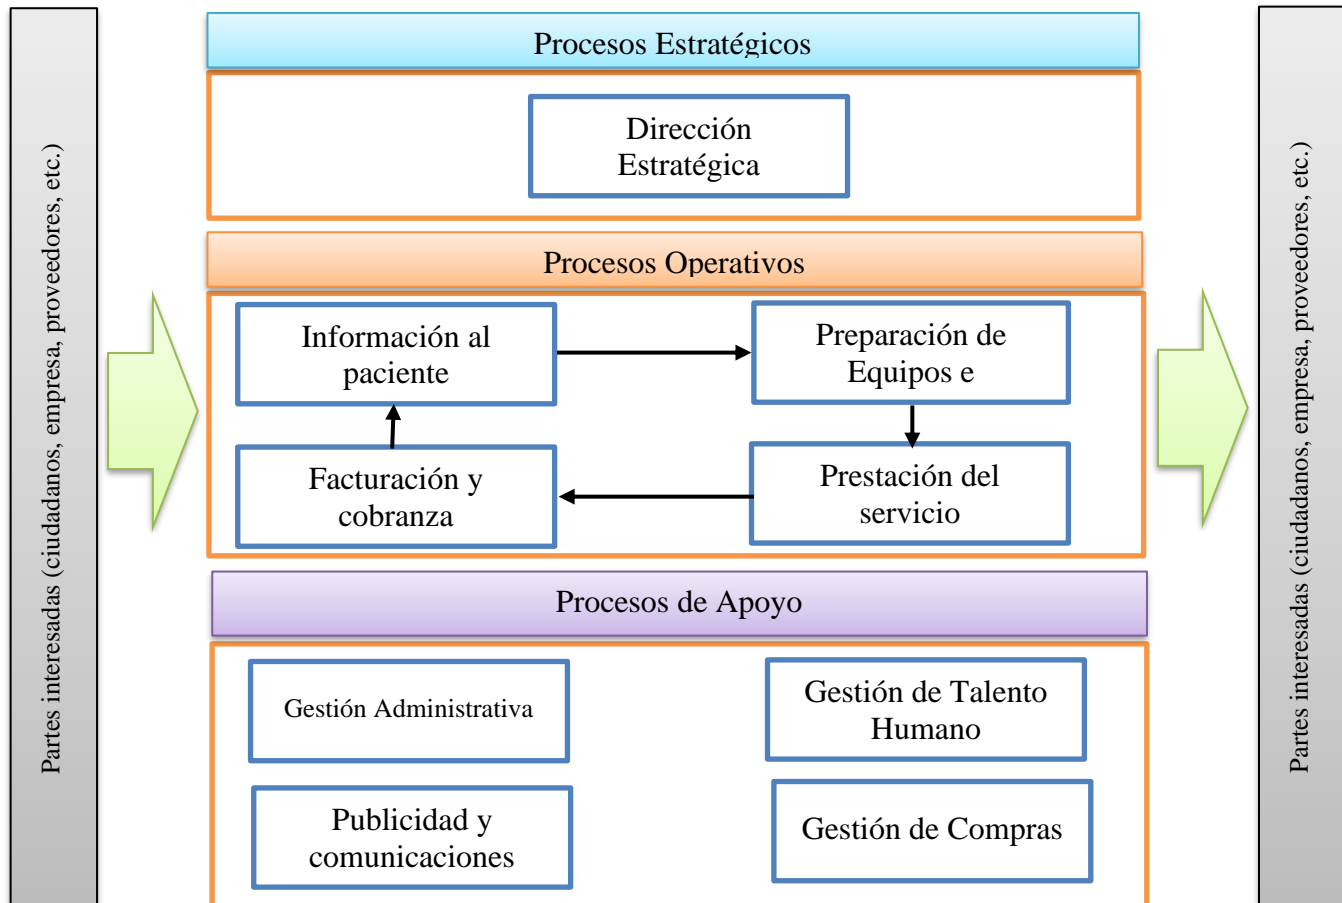 Partes interesadas (ciudadanos, empresa, proveedores, etc.)
Procesos Estratégicos
Dirección
Estratégica
Procesos Operativos
Información al
paciente
Preparación de
Equipos e
Facturación y
cobranza
Prestación del
servicio
Procesos de Apoyo
Gestión Administrativa
Gestión de Talento
Humano
Publicidad y
comunicaciones
Gestión de Compras
Partes interesadas (ciudadanos, empresa, proveedores, etc.)